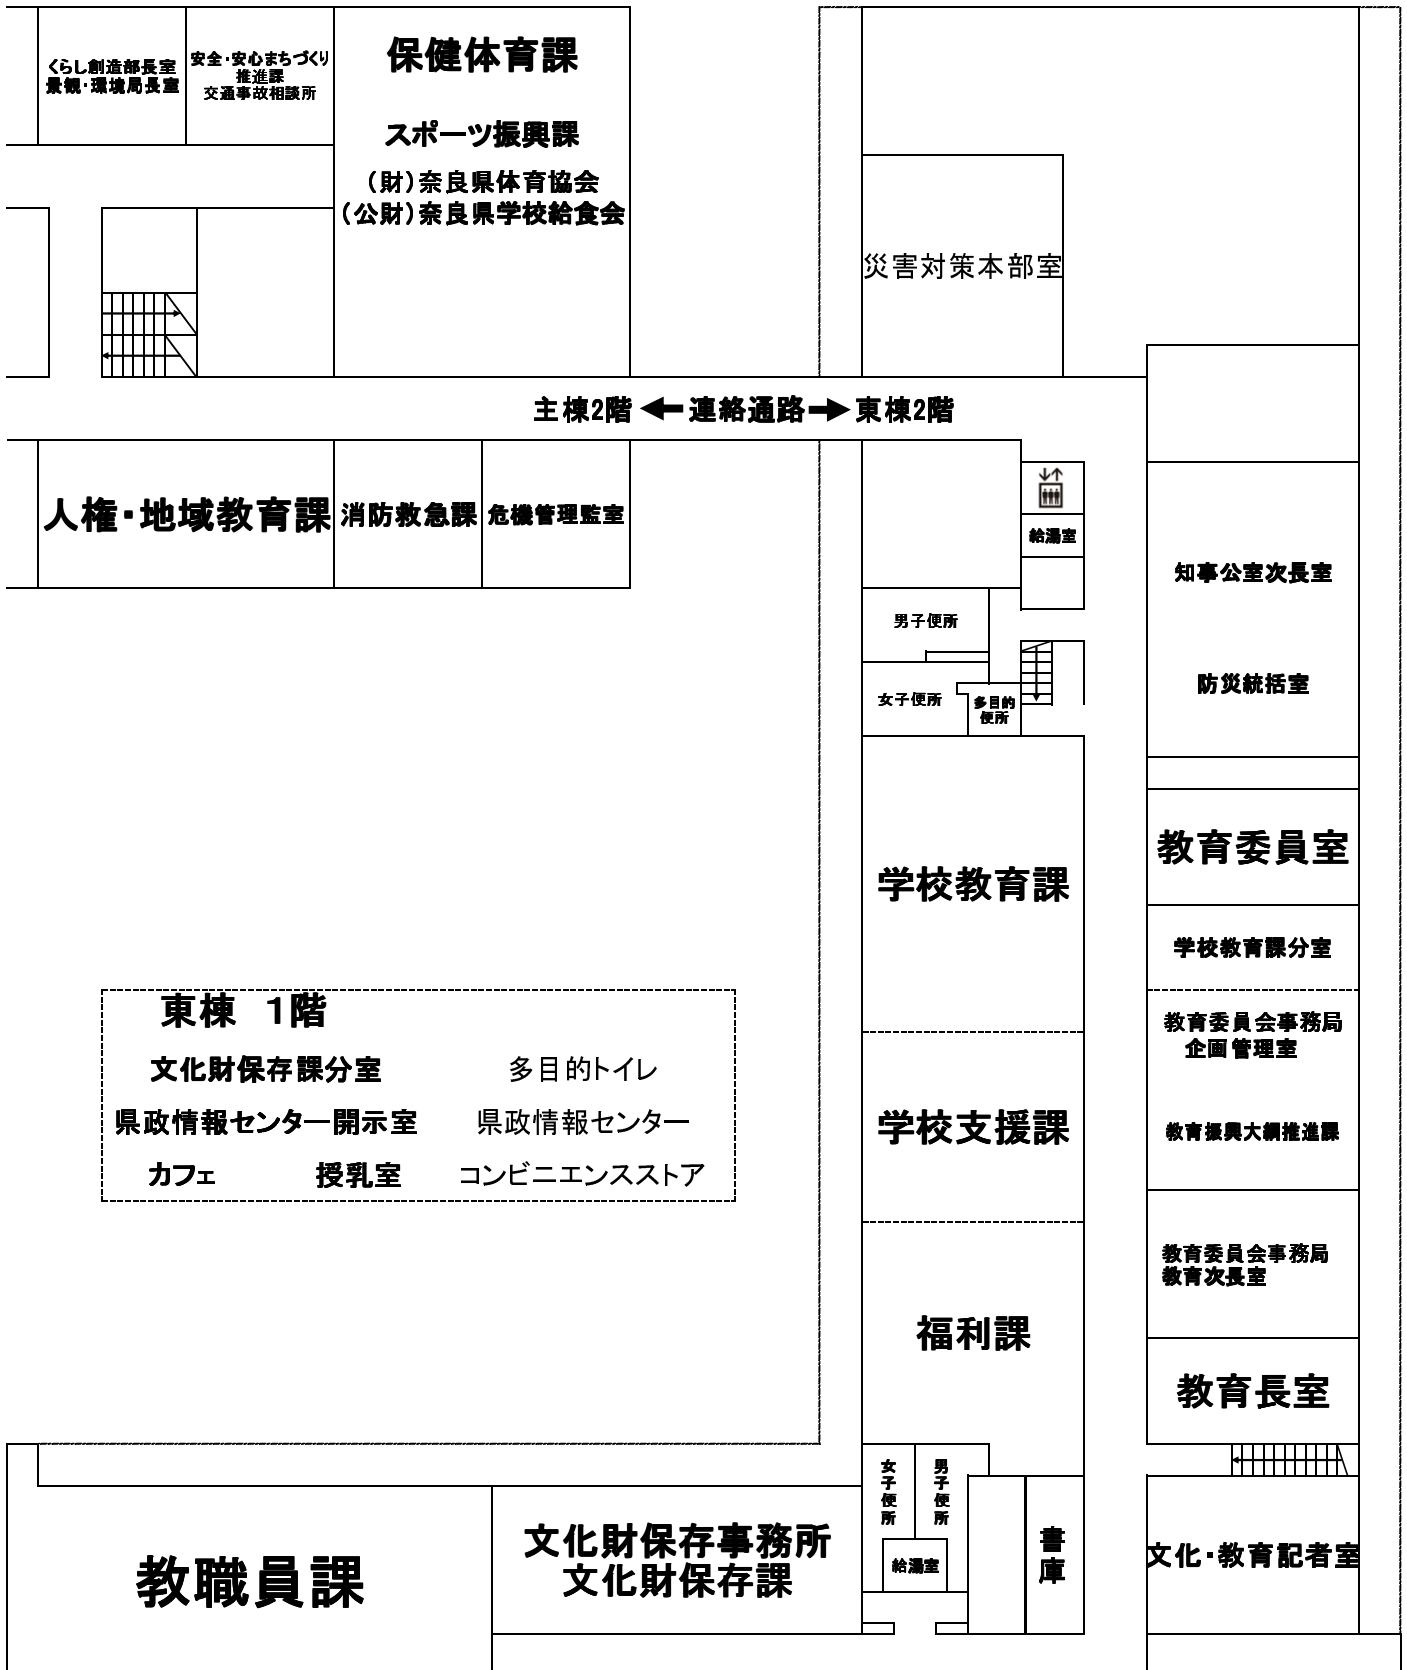 くらし創造部長室
景観・環境局長室
安全・安心まちづくり
推進課
交通事故相談所
保健体育課
スポーツ振興課
（財）奈良県体育協会
（公財）奈良県学校給食会
災害対策本部室
主棟2階 ← 連絡通路 → 東棟2階
人権・地域教育課
消防救急課
危機管理監室
給湯室
知事公室次長室
防災統括室
男子便所
女子便所
多目的
便所
学校教育課
教育委員室
学校教育課分室
教育委員会事務局
企画管理室
教育振興大綱推進課
学校支援課
東棟　１階
文化財保存課分室
多目的トイレ
県政情報センター開示室
県政情報センター
カフェ
授乳室
コンビニエンスストア
教育委員会事務局
教育次長室
福利課
教育長室
女子便所
男子便所
給湯室
書庫
文化・教育記者室
文化財保存事務所
文化財保存課
教職員課